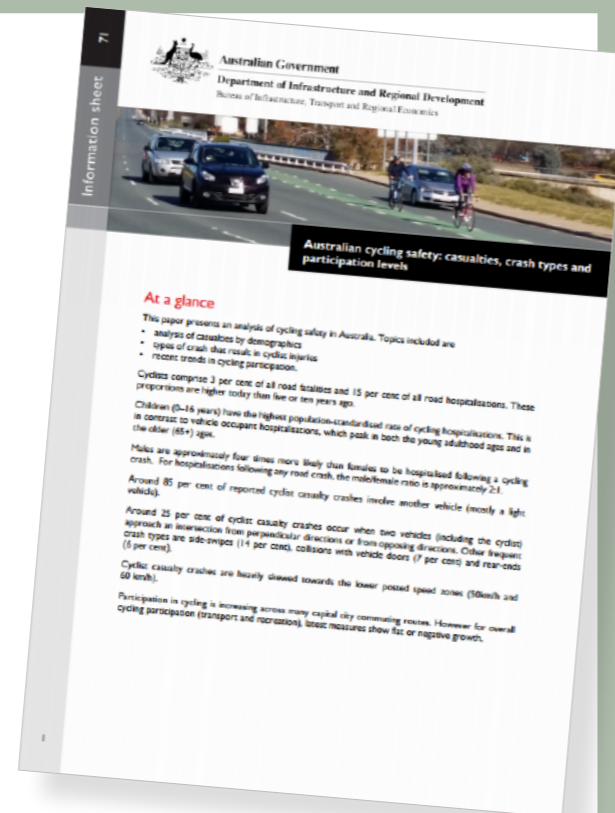 71
Information sheet
Australian Government
Department of Infrastructure and Regional Development
Bureau of Infrastructure, Transport and Regional Economics
Australian cycling safety: casualties, crash types and
participation levels
At a glance
This paper presents an analysis of cycling safety in Australia. Topics included are
• analysis of casualties by demographics
• types of crash that result in cyclist injuries
• recent trends in cycling participation.
Cyclists comprise 3 per cent of all road fatalities and 15 per cent of all road hospitalisations. These
proportions are higher today than five or ten years ago.
Children (0–16 years) have the highest population-standardised rate of cycling hospitalisations. This is
in contrast to vehicle occupant hospitalisations, which peak in both the young adulthood ages and in
the older (65+) ages.
Males are approximately four times more likely than females to be hospitalised following a cycling
crash. For hospitalisations following any road crash, the male/female ratio is approximately 2:1.
Around 85 per cent of reported cyclist casualty crashes involve another vehicle (mostly a light
vehicle).
Around 25 per cent of cyclist casualty crashes occur when two vehicles (including the cyclist)
approach an intersection from perpendicular directions or from opposing directions. Other frequent
crash types are side-swipes (14 per cent), collisions with vehicle doors (7 per cent) and rear-ends
(6 per cent).
Cyclist casualty crashes are heavily skewed towards the lower posted speed zones (50km/h and
60 km/h).
Participation in cycling is increasing across many capital city commuting routes. However for overall
cycling participation (transport and recreation), latest measures show flat or negative growth.